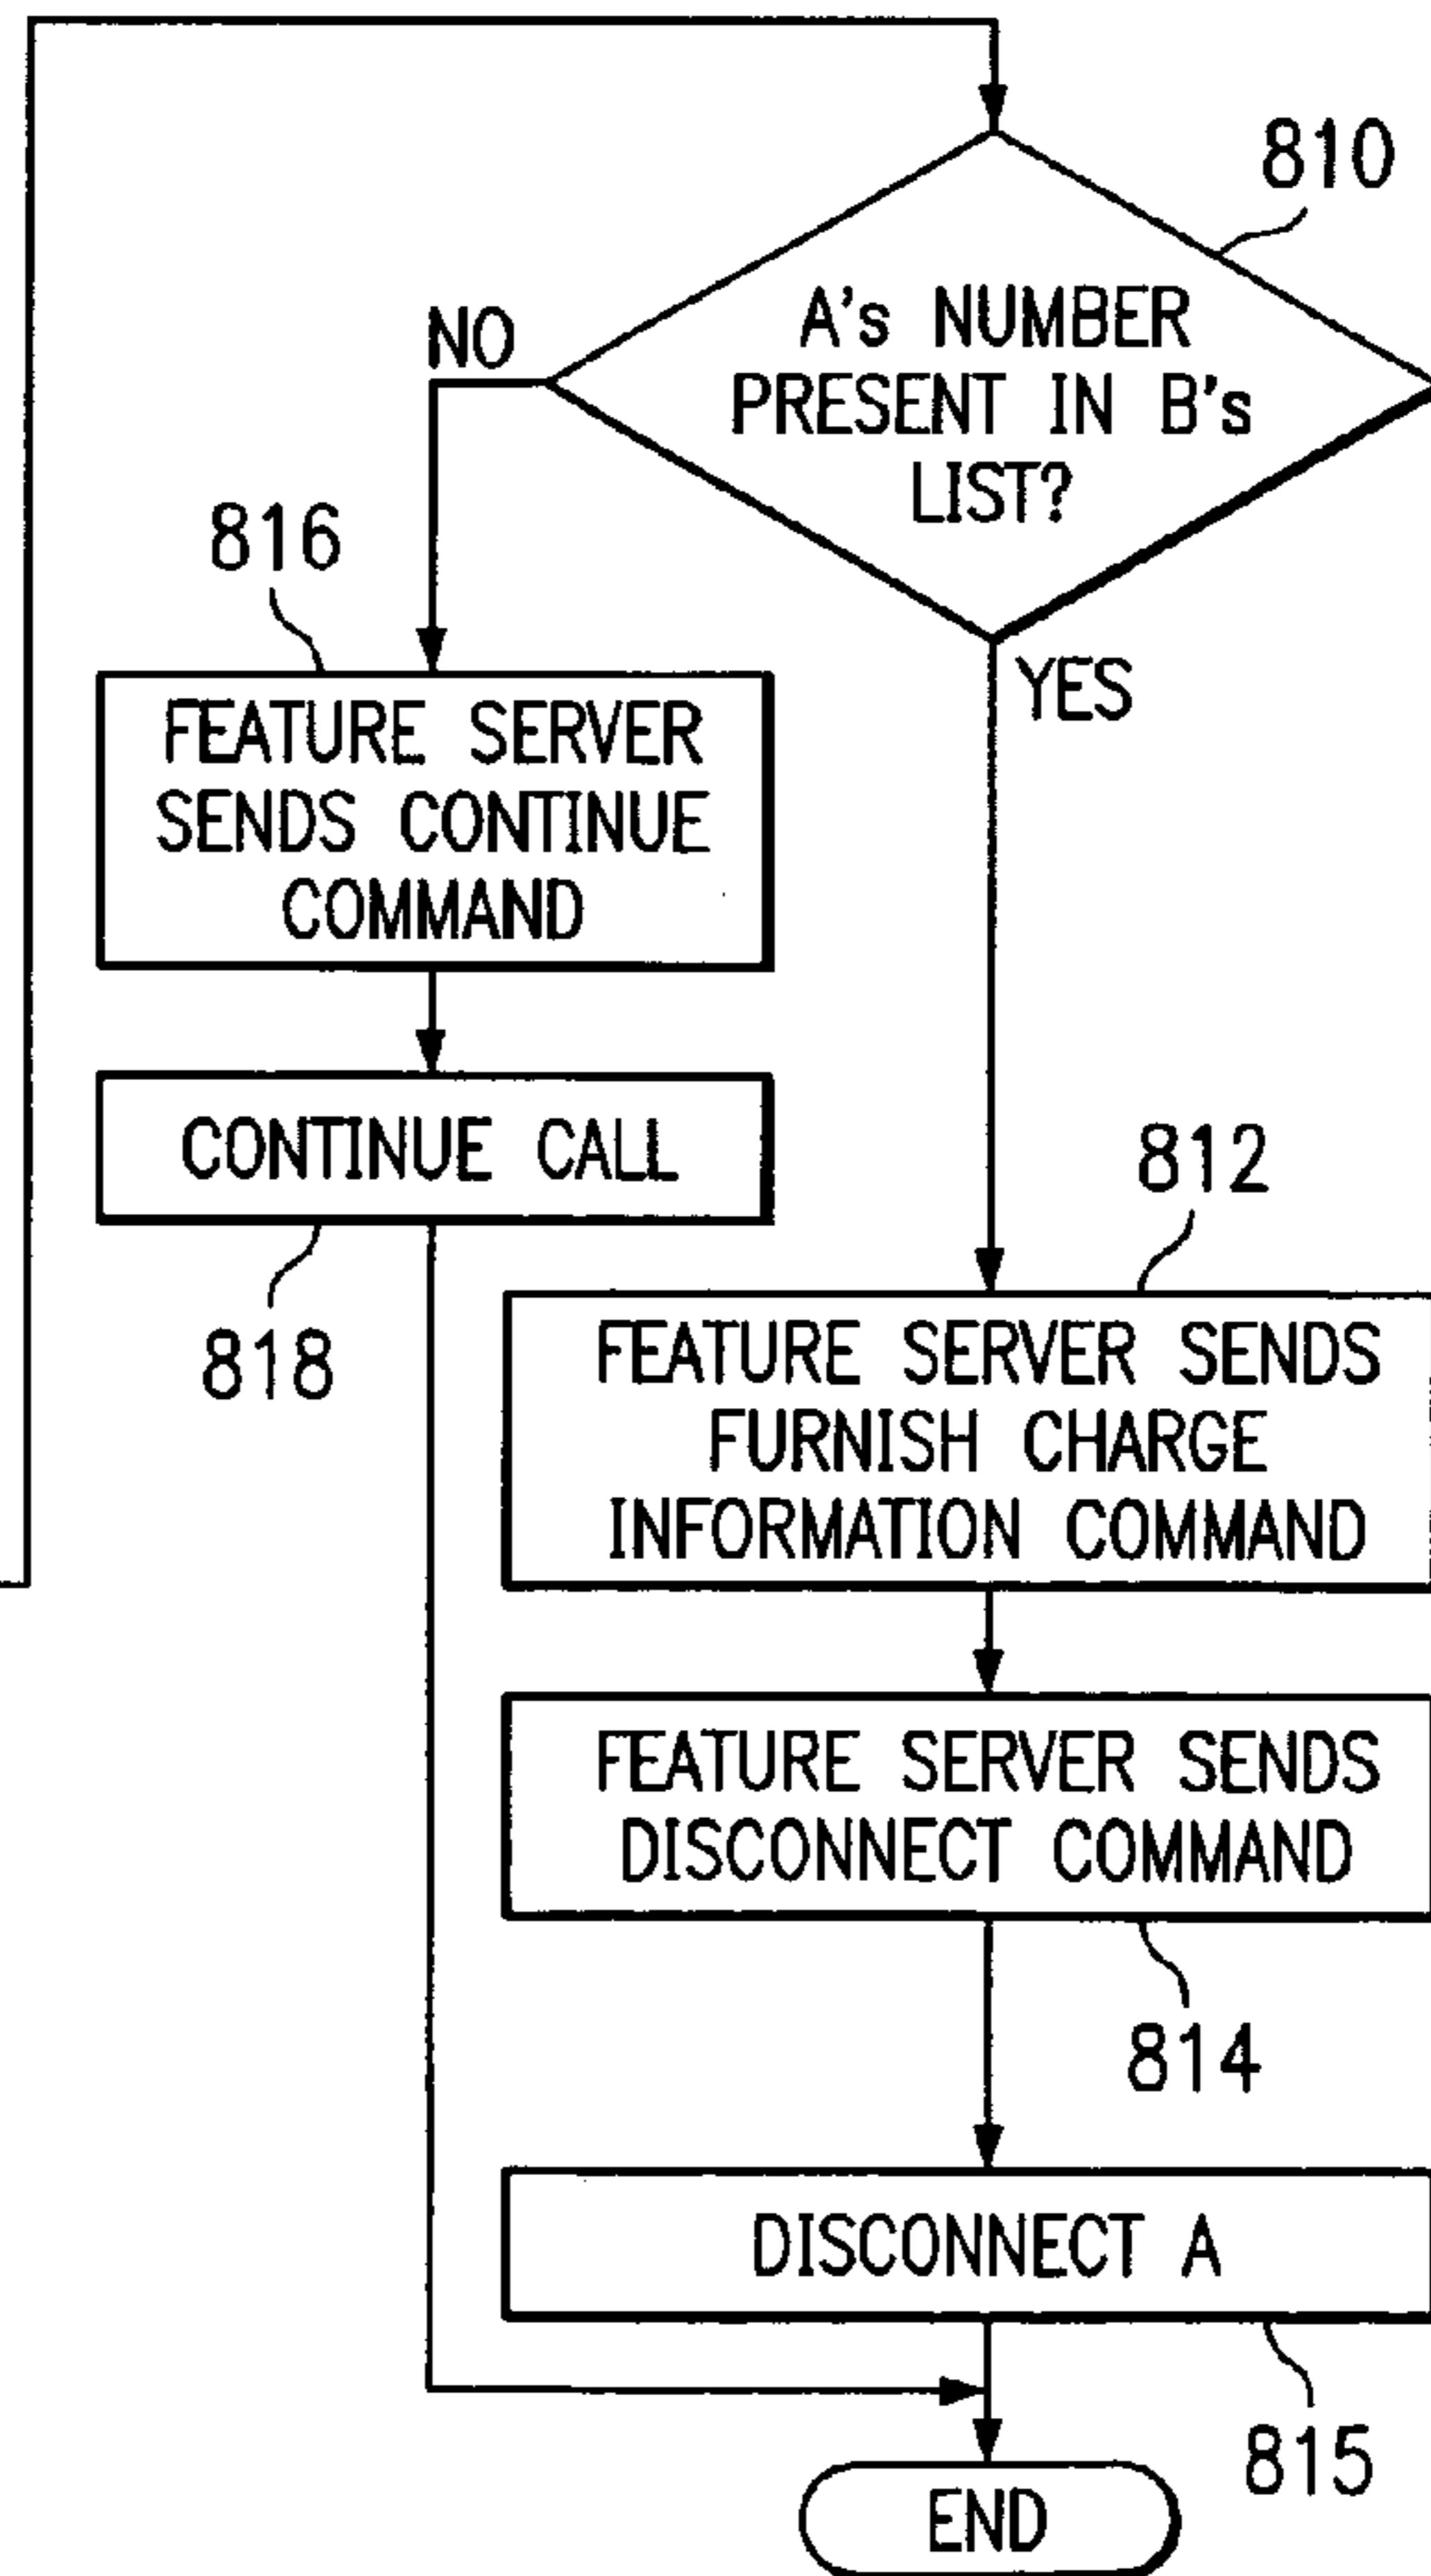 810
A's NUMBER
PRESENT IN B's
LIST?
NO
YES
816
FEATURE SERVER
SENDS CONTINUE
COMMAND
CONTINUE CALL
818
812
FEATURE SERVER SENDS
FURNISH CHARGE
INFORMATION COMMAND
FEATURE SERVER SENDS
DISCONNECT COMMAND
814
DISCONNECT A
815
END